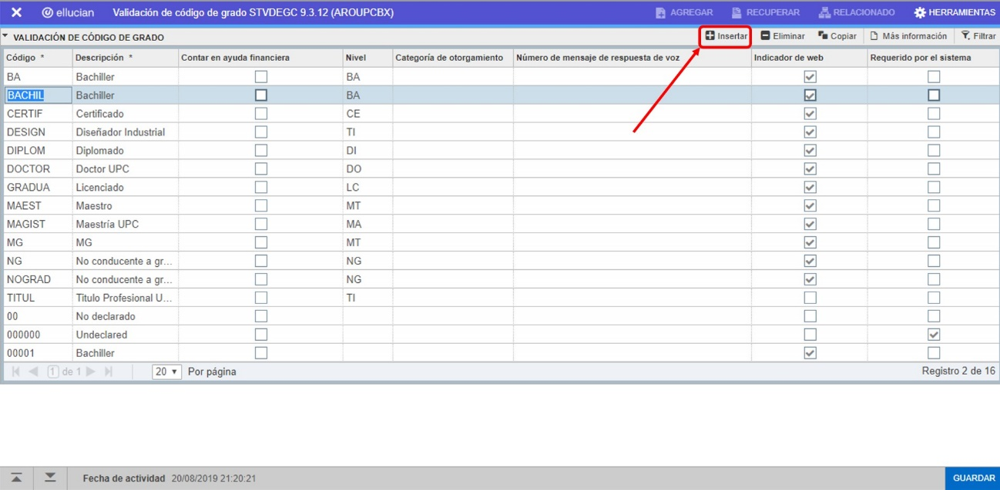 ellucian Validación de código de grado STVDEGC 9.3.12 (AROUPCBX) AGREGAR RECUPERAR RELACIONADO HERRAMIENTAS
VALIDACIÓN DE CÓDIGO DE GRADO Insertar Eliminar Copiar Más información Filtrar
Código * Descripción * Contar en ayuda financiera Nivel Categoría de otorgamiento Número de mensaje de respuesta de voz Indicador de web Requerido por el sistema
BA Bachiller BA
BACHIL Bachiller BA
CERTIF Certificado CE
DESIGN Diseñador Industrial TI
DIPLOM Diplomado DI
DOCTOR Doctor UPC DO
GRADUA Licenciado LC
MAEST Maestro MT
MAGIST Maestría UPC MA
MG MG MT
NG No conducente a gr... NG
NOGRAD No conducente a gr... NG
TITUL Titulo Profesional U... TI
00 No declarado
000000 Undeclared
00001 Bachiller
1 de 1 20 Por página Registro 2 de 16
Fecha de actividad 20/08/2019 21:20:21 GUARDAR